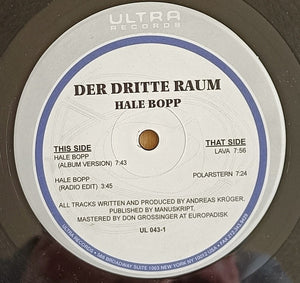 ULTRA
RECORDS
DER DRITTE RAUM
HALE BOPP
THIS SIDE
HALE BOPP
(ALBUM VERSION) 7:43
HALE BOPP
(RADIO EDIT) 3:45
THAT SIDE
LAVA 7:56
POLARSTERN 7:24
ALL TRACKS WRITTEN AND PRODUCED BY ANDREAS KRÜGER.
PUBLISHED BY MANUSKRIPT.
MASTERED BY DON GROSSINGER AT EUROPADISK
UL 043-1
ULTRA RECORDS • 588 BROADWAY SUITE 1003 NEW YORK NY 10012 USA • FAX